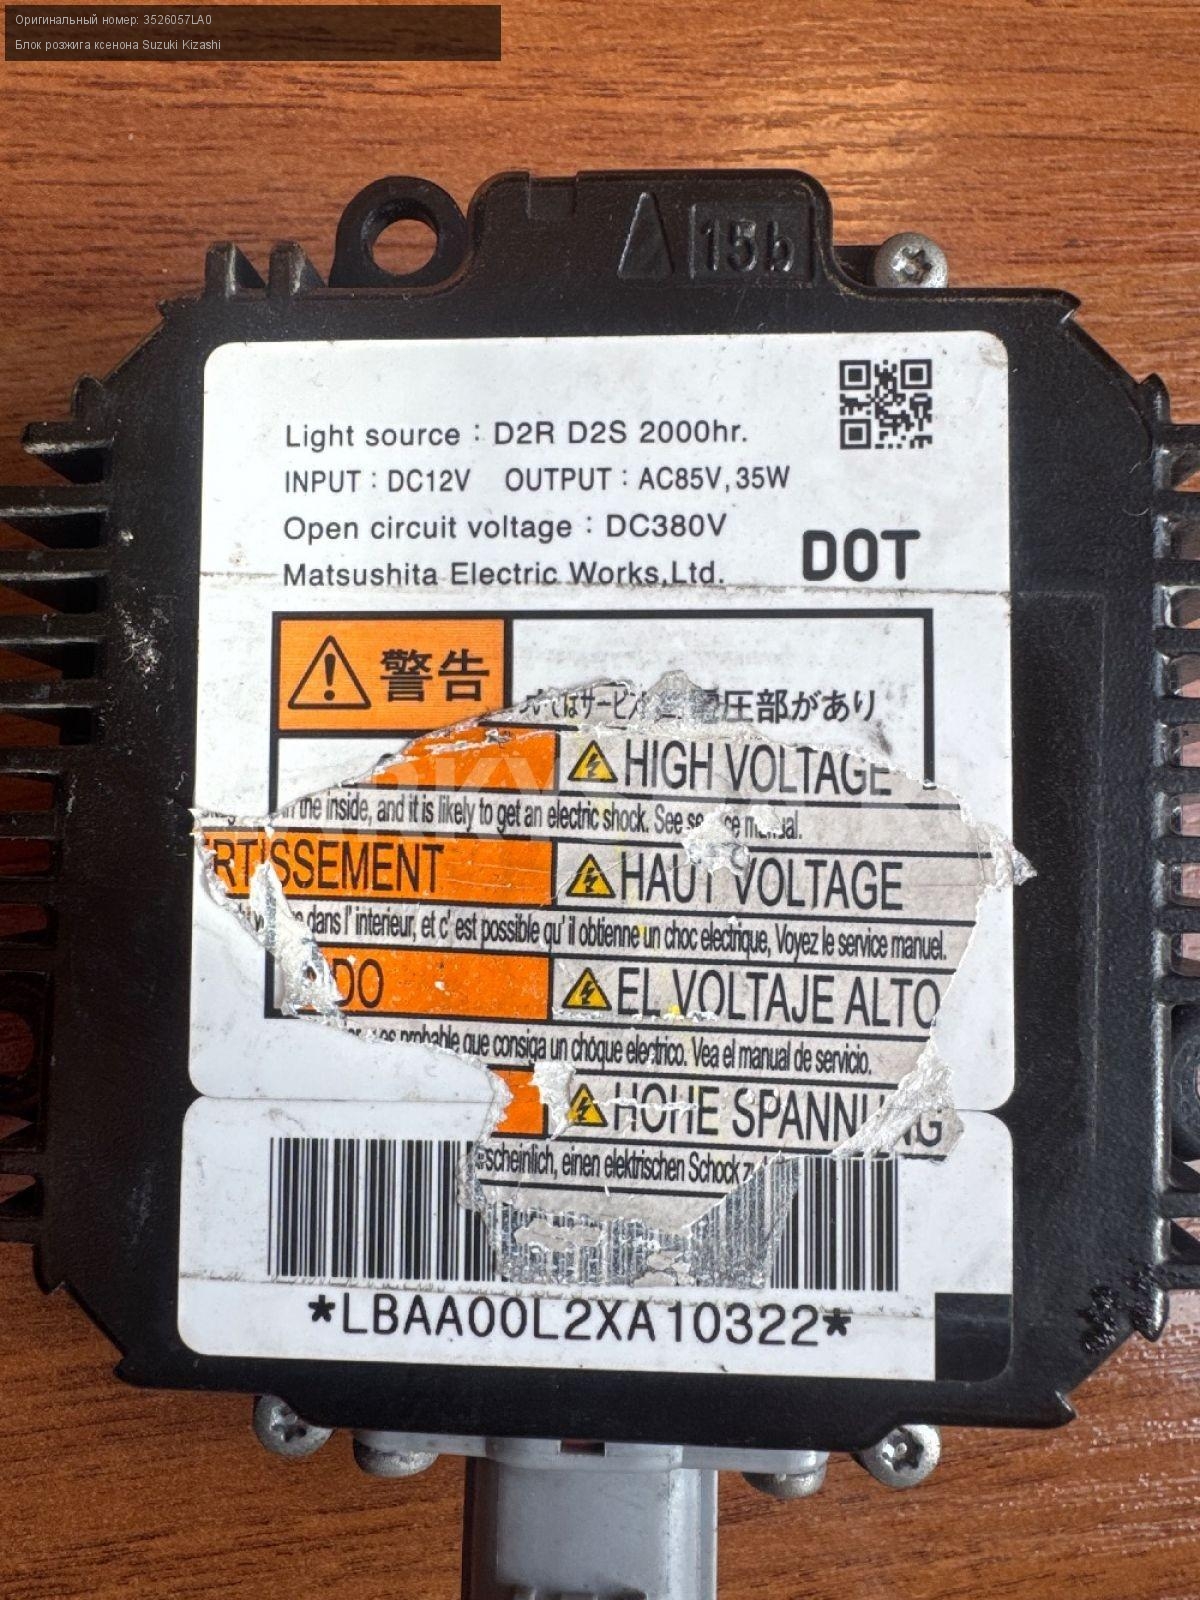 Оригинальный номер: 3526057LA0
Блок розжига ксенона Suzuki Kizashi
15b
Light source : D2R D2S 2000hr.
INPUT : DC12V OUTPUT : AC85V, 35W
Open circuit voltage : DC380V
DOT
Matsushita Electric Works,Ltd.
警告
圧部があり
HIGH VOLTAGE
the inside, and it is likely to get an electric shock. See
RTISSEMENT
HAUT VOLTAGE
dans l' interieur, et c' est possible qu' il obtienne un choc electrique, Voyez le service manuel.
DO
EL VOLTAJE ALTO
es probable que consiga un choque electrico. Vea el manual de servicio.
HOHE SPANNUNG
scheinlich, einen elektrischen Schock
*LBAA00L2XA10322*